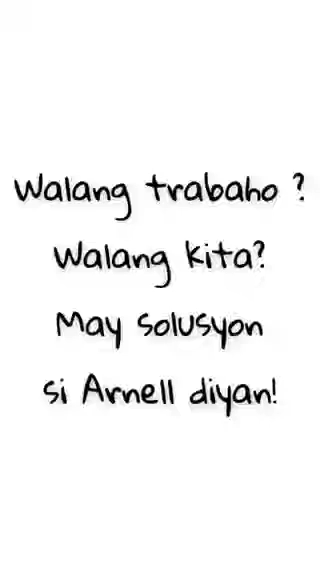 Walang trabaho ?
Walang kita?
May solusyon
si Arnell diyan!